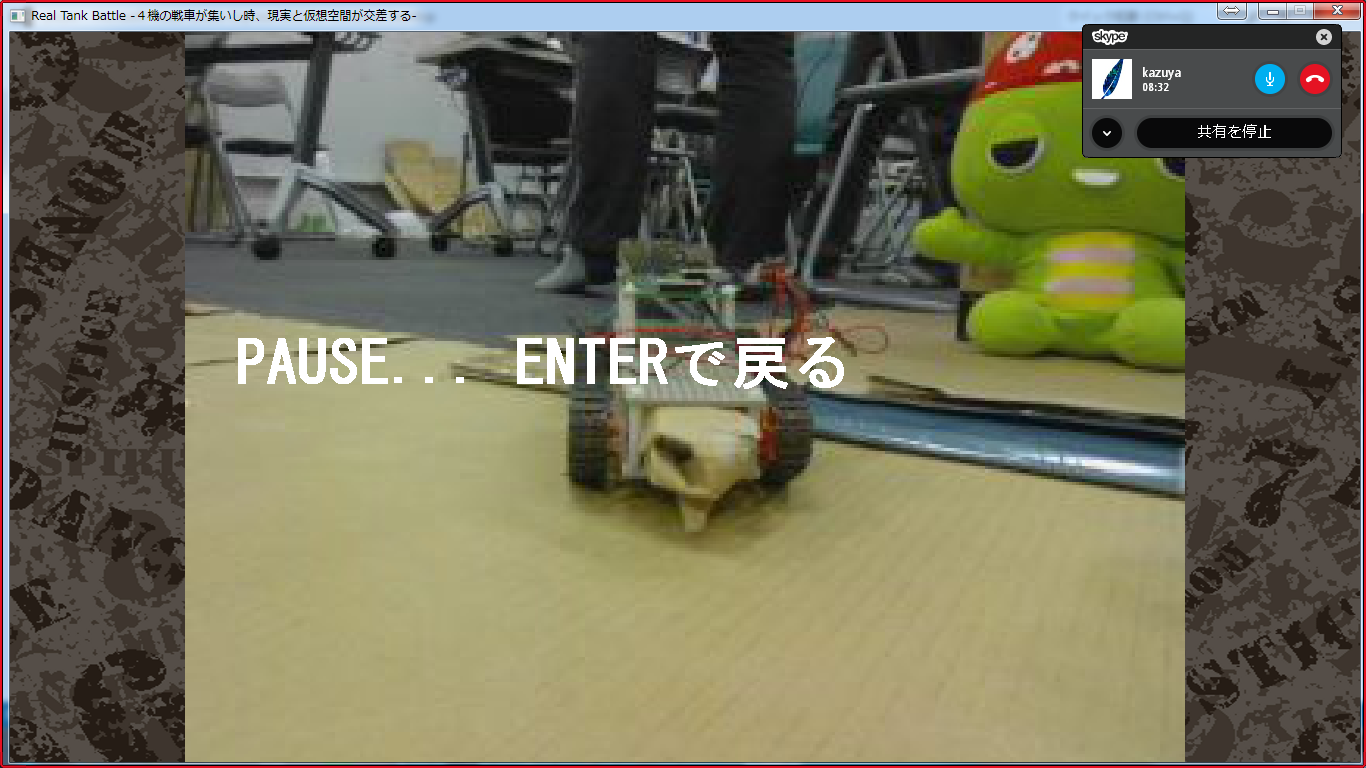 Real Tank Battle -４機の戦車が集いし時、現実と仮想空間が交差する-
skype
kazuya
08:32
共有を停止
PAUSE... ENTERで戻る
JUSTICE